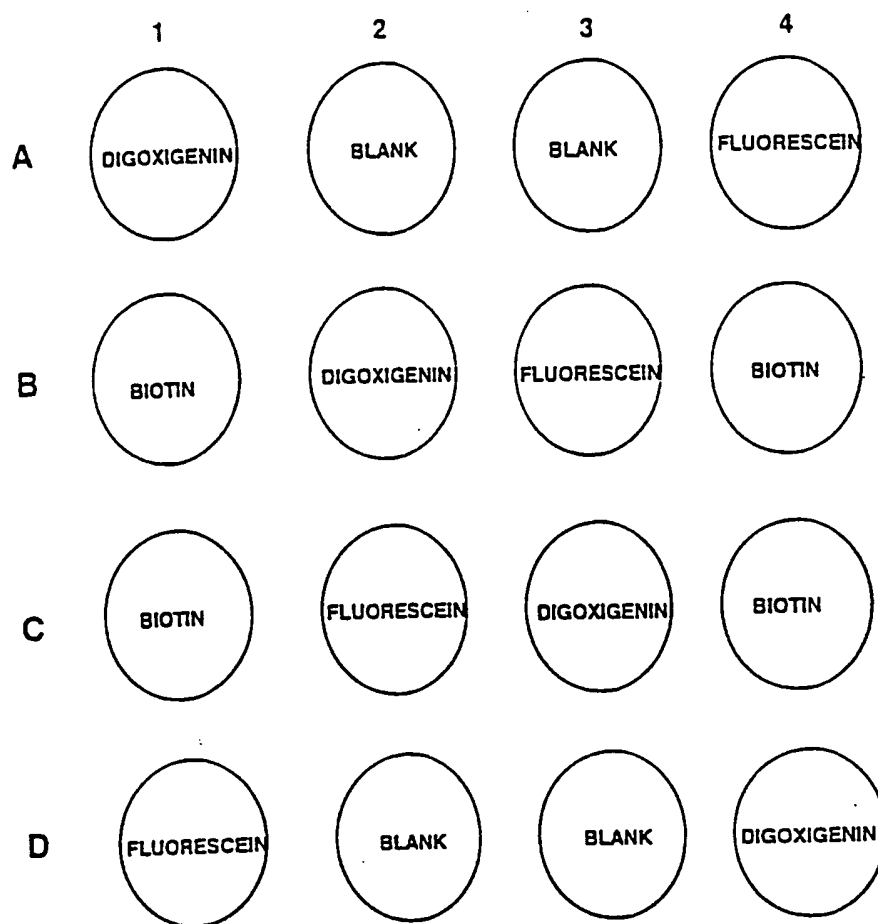 1 2 3 4
A DIGOXIGENIN BLANK BLANK FLUORESCEIN
B BIOTIN DIGOXIGENIN FLUORESCEIN BIOTIN
C BIOTIN FLUORESCEIN DIGOXIGENIN BIOTIN
D FLUORESCEIN BLANK BLANK DIGOXIGENIN